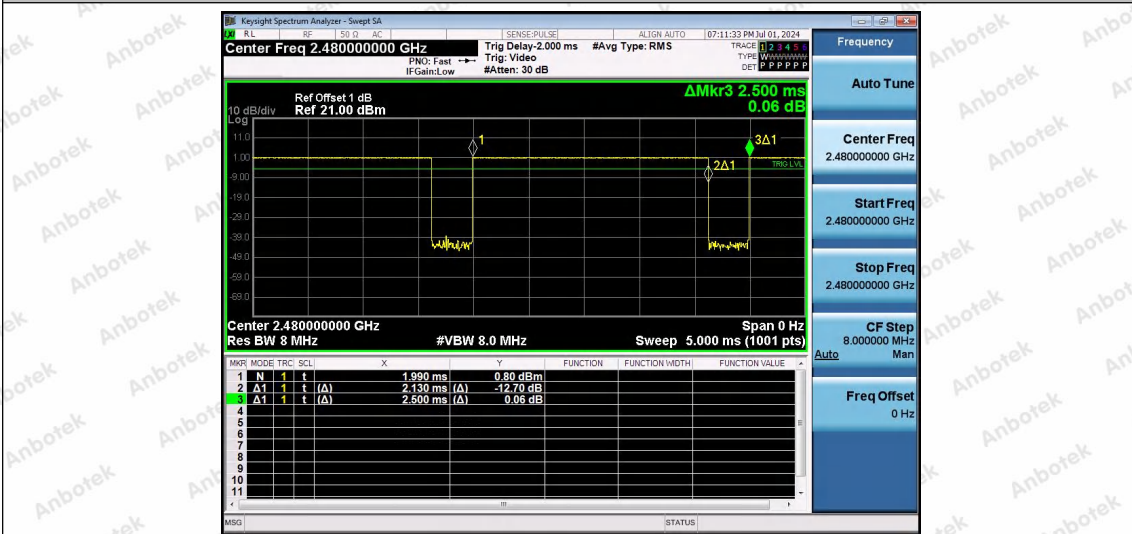 Keysight Spectrum Analyzer - Swept SA
LXI RL RF 50 Ω AC SENSE:PULSE ALIGN AUTO 07:11:33 PM Jul 01, 2024
Center Freq 2.480000000 GHz Trig Delay-2.000 ms #Avg Type: RMS TRACE 1 2 3 4 5 6
PNO: Fast Trig: Video TYPE WWWWWW
IFGain:Low #Atten: 30 dB DET P P P P P P
Frequency
ΔMkr3 2.500 ms
0.06 dB
Ref Offset 1 dB
10 dB/div Ref 21.00 dBm
Log
11.0
1.00
-9.00
-19.0
-29.0
-39.0
-49.0
-59.0
-69.0
1
2Δ1
3Δ1
TRIG LVL
Center 2.480000000 GHz Span 0 Hz
Res BW 8 MHz #VBW 8.0 MHz Sweep 5.000 ms (1001 pts)
MKR MODE TRC SCL X Y FUNCTION FUNCTION WIDTH FUNCTION VALUE
1 N 1 t 1.990 ms 0.80 dBm
2 Δ1 1 t (Δ) 2.130 ms (Δ) -12.70 dB
3 Δ1 1 t (Δ) 2.500 ms (Δ) 0.06 dB
4
5
6
7
8
9
10
11
MSG STATUS
Auto Tune
Center Freq
2.480000000 GHz
Start Freq
2.480000000 GHz
Stop Freq
2.480000000 GHz
CF Step
8.000000 MHz
Auto Man
Freq Offset
0 Hz
Anbotek